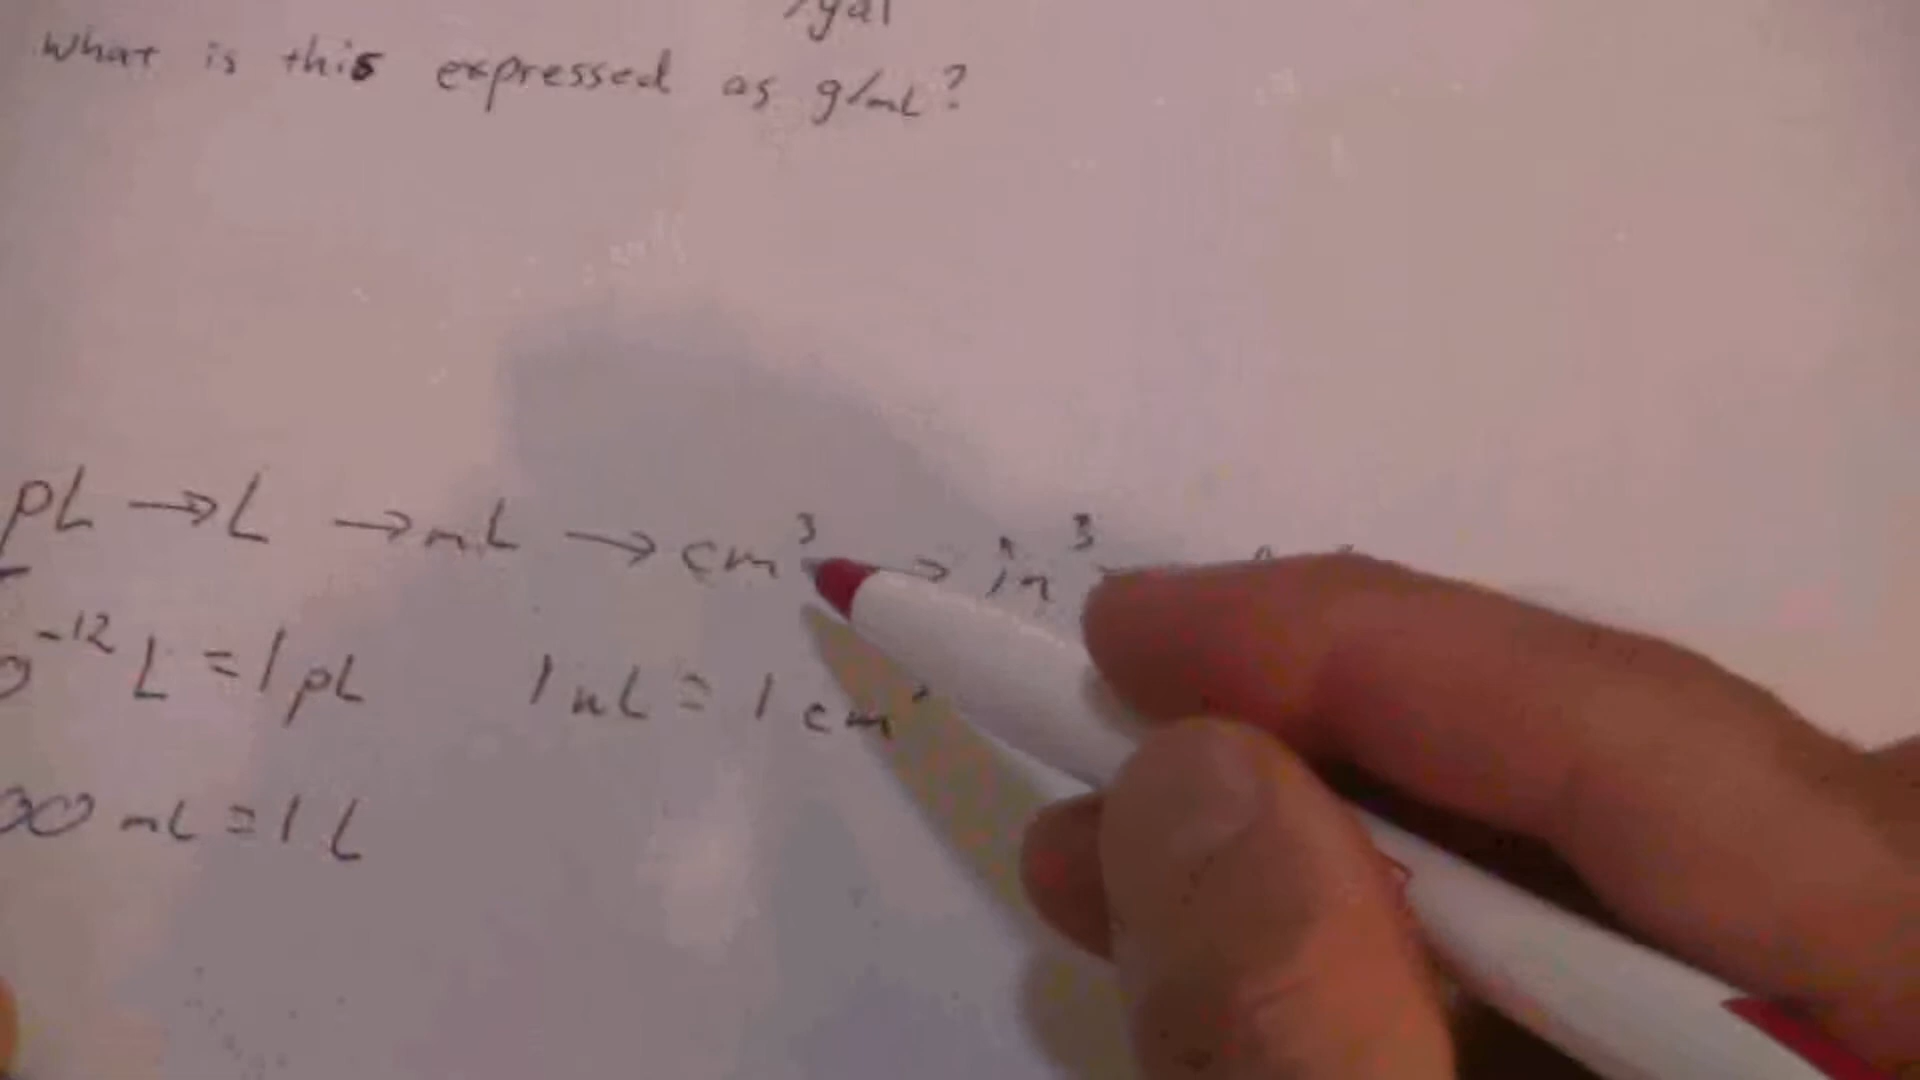 /gal
What is this expressed as g/mL?
pL → L → mL → cm³ → in³
-12 L = 1 pL 1 mL = 1 cm
00 mL = 1 L